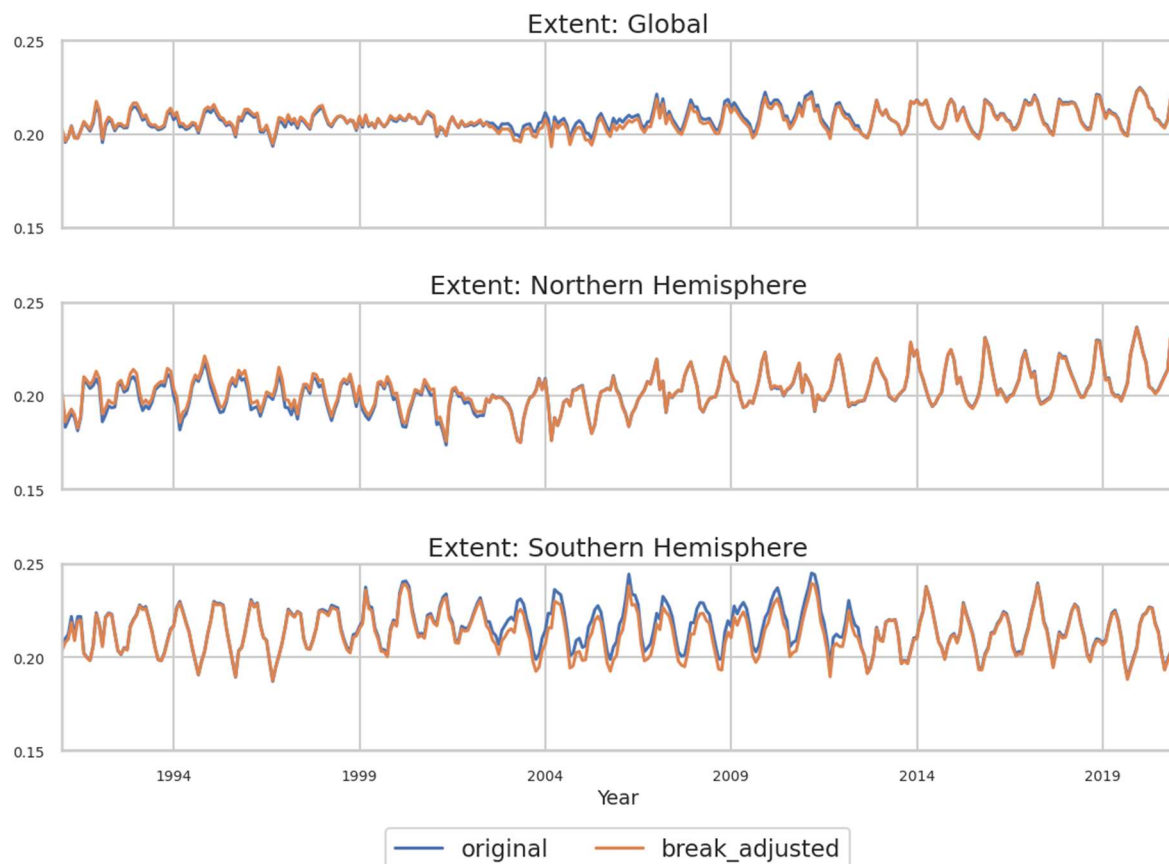 Extent: Global
0.25
0.20
0.15
Extent: Northern Hemisphere
0.25
0.20
0.15
Extent: Southern Hemisphere
0.25
0.20
0.15
1994 1999 2004 2009 2014 2019
Year
original break_adjusted